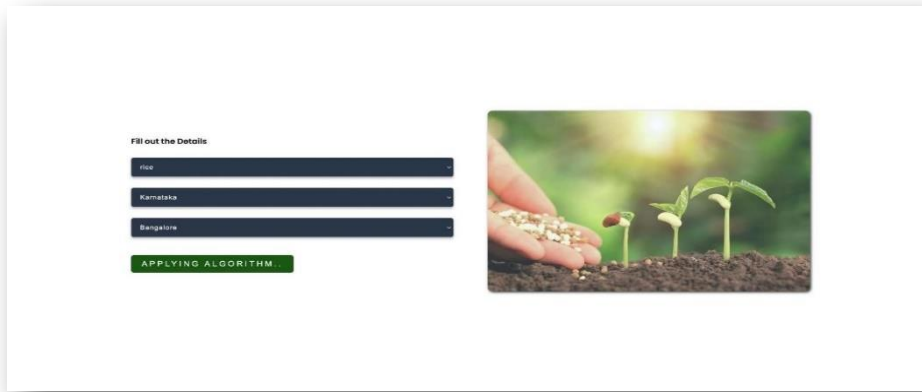 Fill out the Details
rice
Karnataka
Bangalore
APPLYING ALGORITHM..